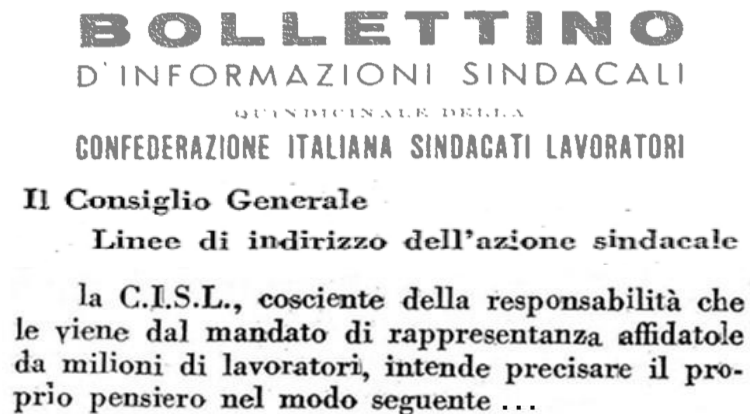 BOLLETTINO
D'INFORMAZIONI SINDACALI
QUINDICINALE DELLA
CONFEDERAZIONE ITALIANA SINDACATI LAVORATORI
Il Consiglio Generale
Linee di indirizzo dell'azione sindacale
la C.I.S.L., cosciente della responsabilità che
le viene dal mandato di rappresentanza affidatole
da milioni di lavoratori, intende precisare il pro-
prio pensiero nel modo seguente ...